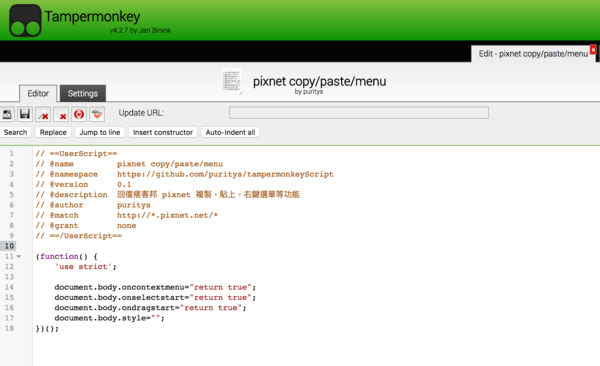 Tampermonkey
v4.2.7 by Jan Biniok
Edit - pixnet copy/paste/menu
pixnet copy/paste/menu
by puritys
Editor
Settings
Update URL:
Search
Replace
Jump to line
Insert constructor
Auto-Indent all
1 // ==UserScript==
2 // @name pixnet copy/paste/menu
3 // @namespace https://github.com/puritys/tampermonkeyScript
4 // @version 0.1
5 // @description 回復痞客邦 pixnet 複製，貼上，右鍵選單等功能
6 // @author puritys
7 // @match http://*.pixnet.net/*
8 // @grant none
9 // ==/UserScript==
10
11 (function() {
12 'use strict';
13
14 document.body.oncontextmenu="return true";
15 document.body.onselectstart="return true";
16 document.body.ondragstart="return true";
17 document.body.style="";
18 })();